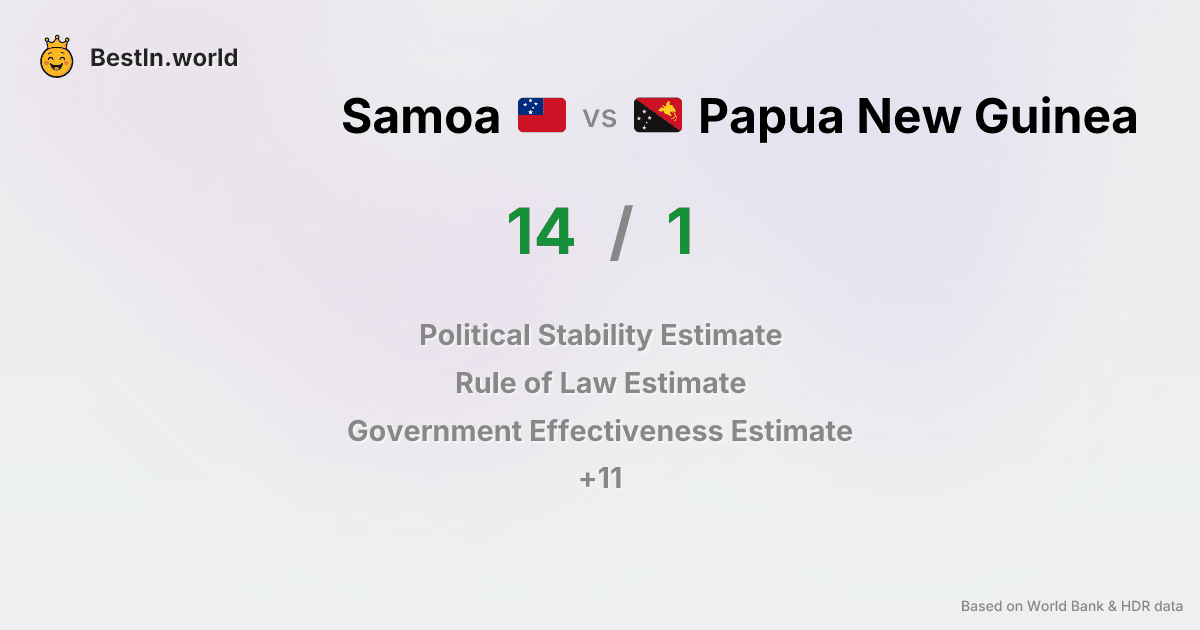 BestIn.world
Samoa vs Papua New Guinea
14 / 1
Political Stability Estimate
Rule of Law Estimate
Government Effectiveness Estimate
+11
Based on World Bank & HDR data